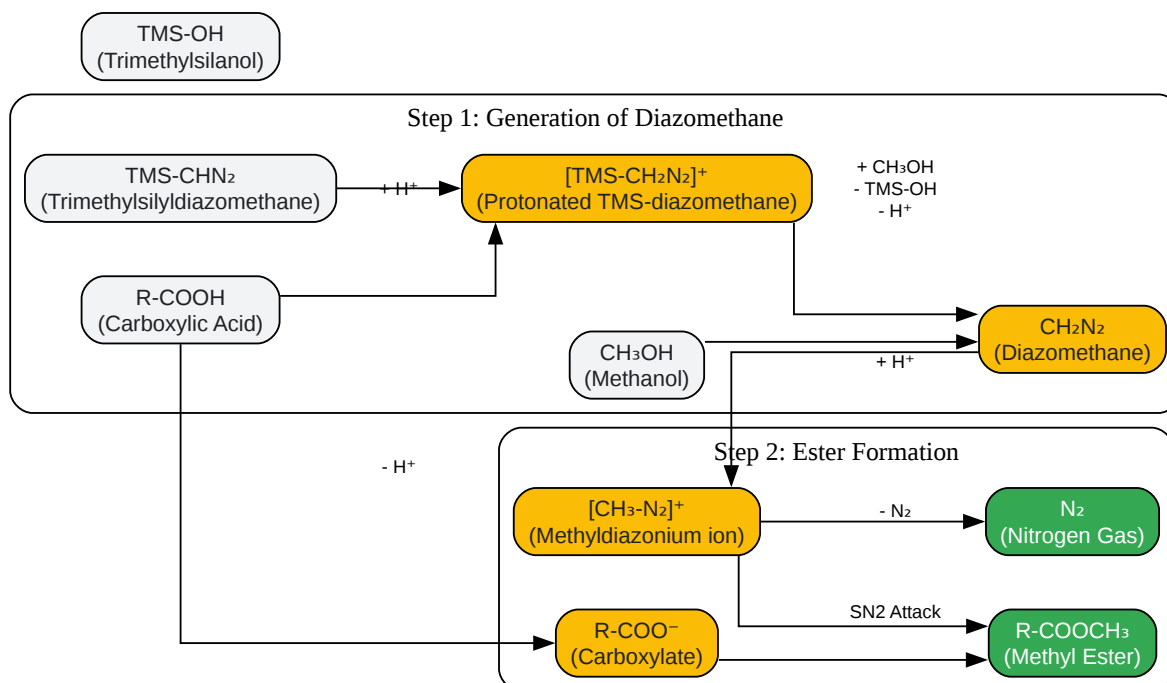 TMS-OH
(Trimethylsilanol)
Step 1: Generation of Diazomethane
TMS-CHN₂
(Trimethylsilyldiazomethane)
+ H⁺
[TMS-CH₂N₂]⁺
(Protonated TMS-diazomethane)
+ CH₃OH
- TMS-OH
- H⁺
R-COOH
(Carboxylic Acid)
CH₃OH
(Methanol)
+ H⁺
CH₂N₂
(Diazomethane)
- H⁺
Step 2: Ester Formation
[CH₃-N₂]⁺
(Methyldiazonium ion)
- N₂
N₂
(Nitrogen Gas)
SN2 Attack
R-COO⁻
(Carboxylate)
R-COOCH₃
(Methyl Ester)